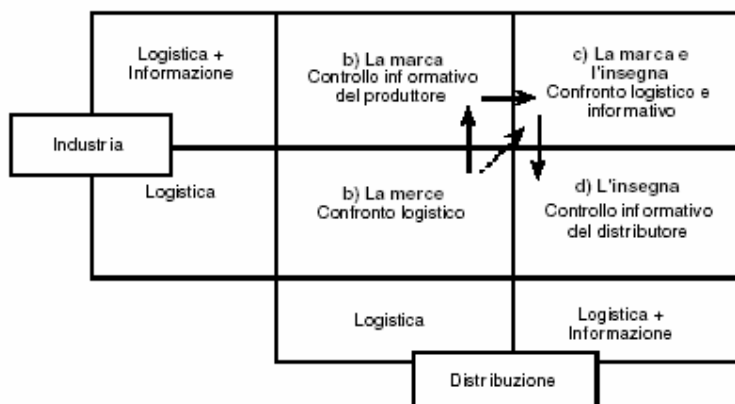 Logistica +
Informazione
b) La marca
Controllo informativo
del produttore
c) La marca e
l'insegna
Confronto logistico e
informativo
Industria
Logistica
b) La merce
Confronto logistico
d) L'insegna
Controllo informativo
del distributore
Logistica
Logistica +
Informazione
Distribuzione